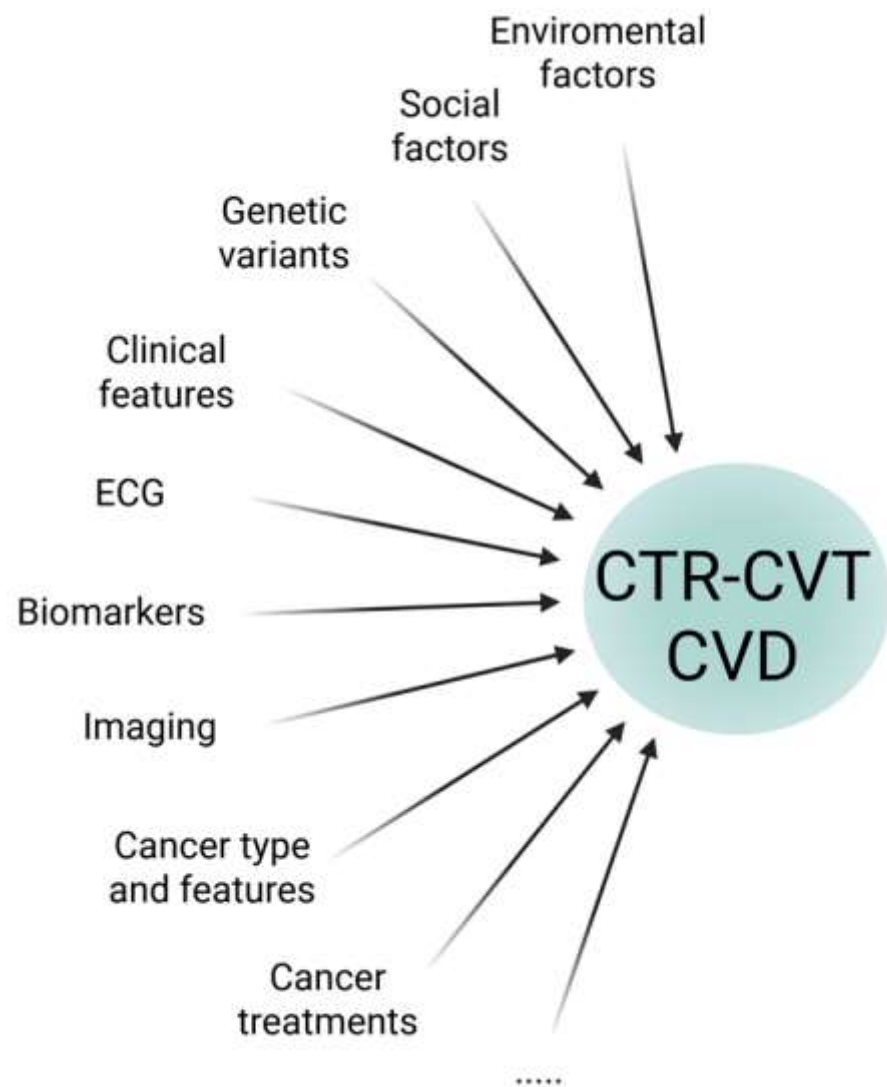 Enviromental
factors
Social
factors
Genetic
variants
Clinical
features
ECG
Biomarkers
Imaging
Cancer type
and features
Cancer
treatments
.....
CTR-CVT
CVD